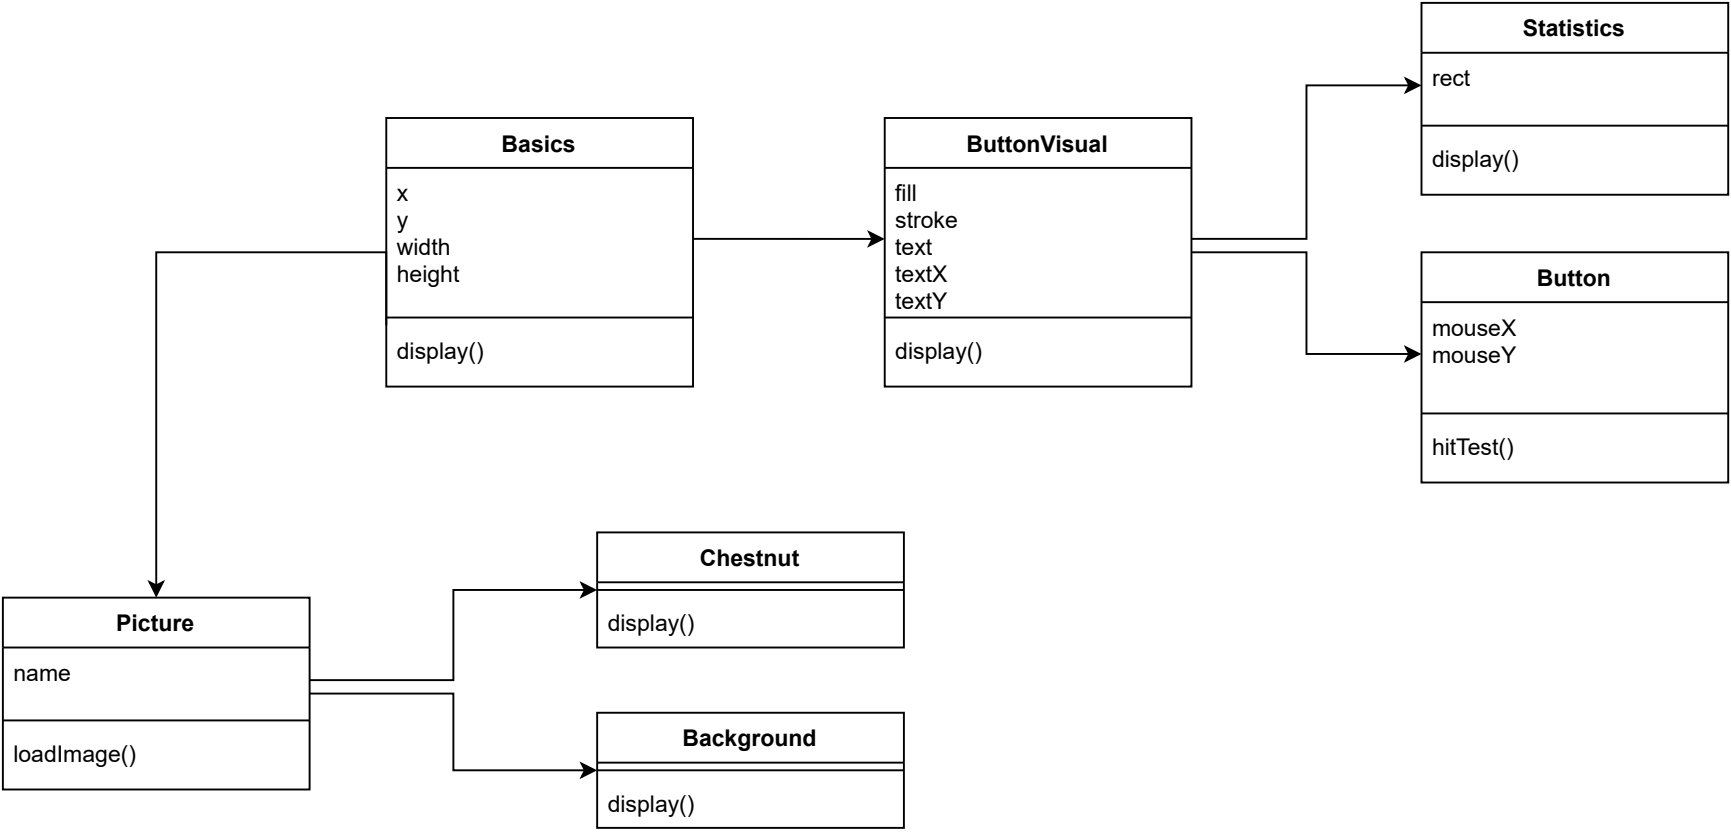 Statistics
rect
display()
Basics
x
y
width
height
display()
ButtonVisual
fill
stroke
text
textX
textY
display()
Button
mouseX
mouseY
hitTest()
Chestnut
display()
Picture
name
loadImage()
Background
display()